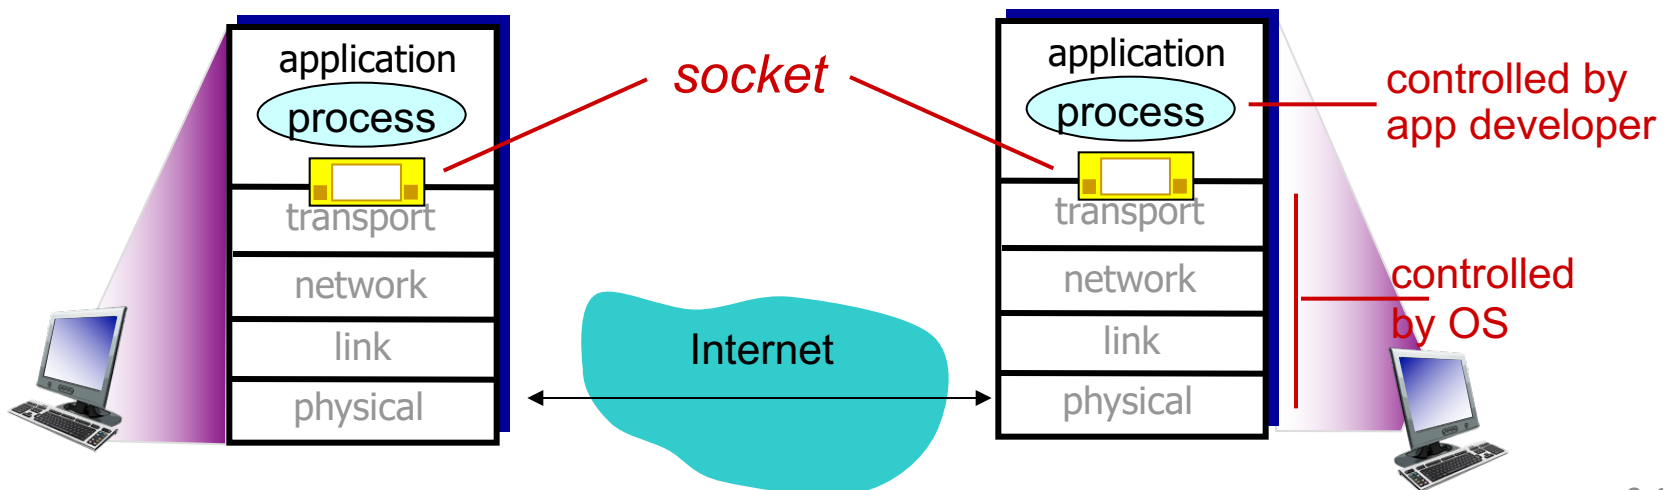 application
process
transport
network
link
physical
socket
Internet
application
process
transport
network
link
physical
controlled by
app developer
controlled
by OS